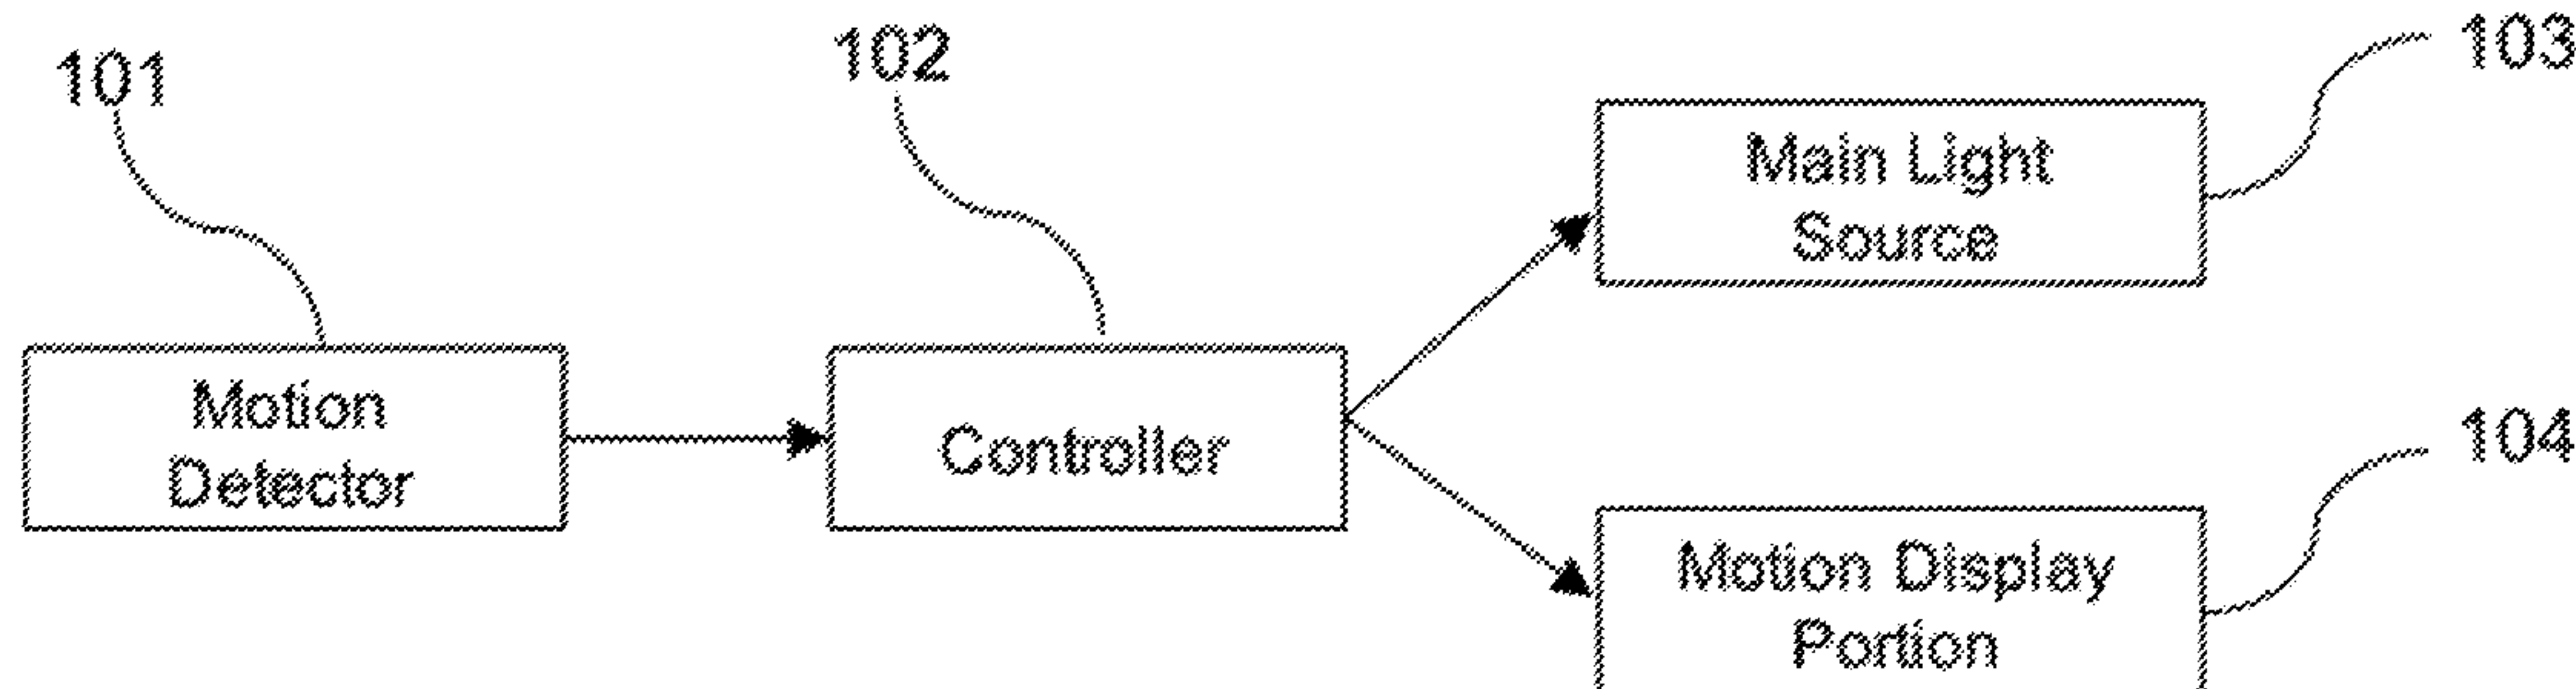 101
102
103
Main Light
Source
Motion
Detector
Controller
104
Motion Display
Portion